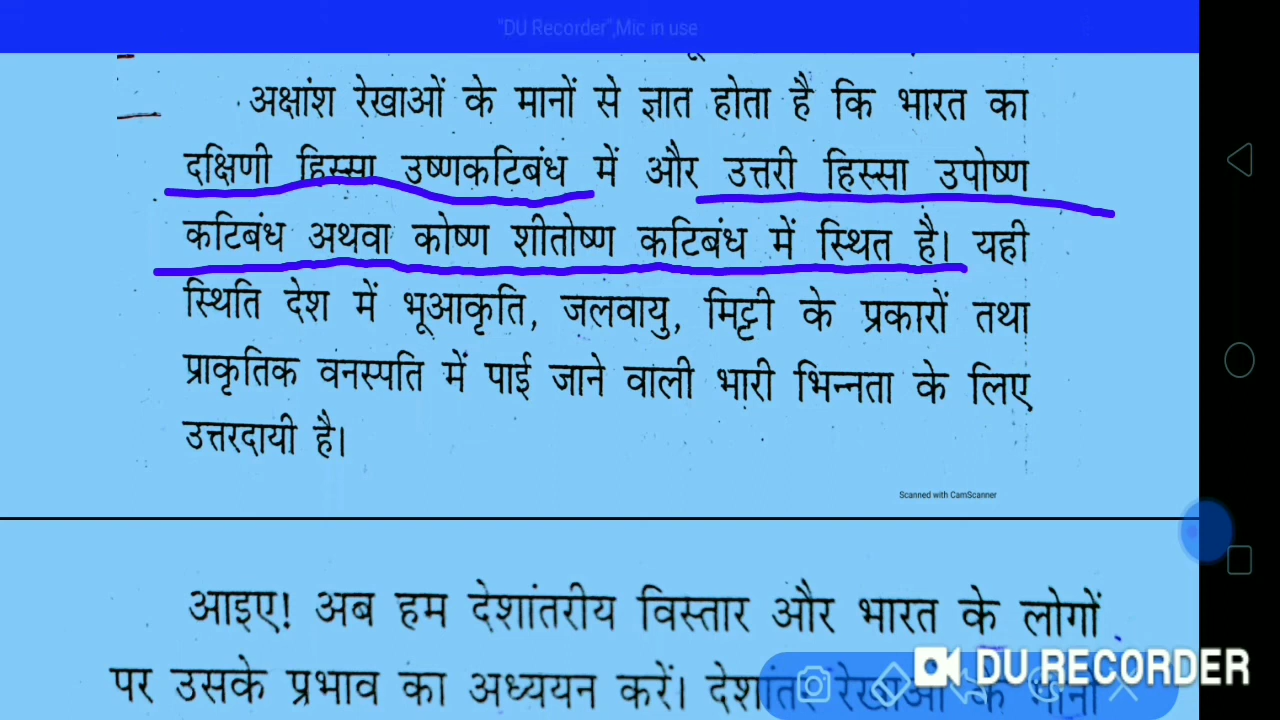 "DU Recorder",Mic in use
अक्षांश रेखाओं के मानों से ज्ञात होता है कि भारत का
दक्षिणी हिस्सा उष्णकटिबंध में और उत्तरी हिस्सा उपोष्ण
कटिबंध अथवा कोष्ण शीतोष्ण कटिबंध में स्थित है। यही
स्थिति देश में भूआकृति, जलवायु, मिट्टी के प्रकारों तथा
प्राकृतिक वनस्पति में पाई जाने वाली भारी भिन्नता के लिए
उत्तरदायी है।
Scanned with CamScanner
आइए! अब हम देशांतरीय विस्तार और भारत के लोगों
पर उसके प्रभाव का अध्ययन करें। देशांतर रेखाओं के मानों
DU RECORDER